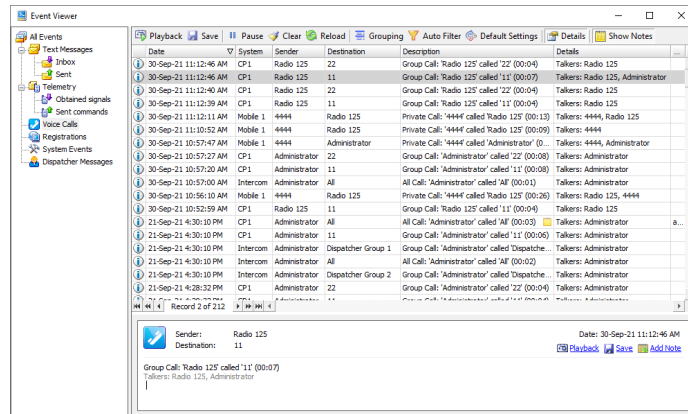 Event Viewer
All Events
Text Messages
Inbox
Sent
Telemetry
Obtained signals
Sent commands
Voice Calls
Registrations
System Events
Dispatcher Messages
Playback Save Pause Clear Reload Grouping Auto Filter Default Settings Details Show Notes
Date System Sender Destination Description Details ...
30-Sep-21 11:12:46 AM CP1 Radio 125 22 Group Call: 'Radio 125' called '22' (00:04) Talkers: Radio 125
30-Sep-21 11:12:46 AM CP1 Radio 125 11 Group Call: 'Radio 125' called '11' (00:07) Talkers: Radio 125, Administrator
30-Sep-21 11:12:40 AM CP1 Radio 125 22 Group Call: 'Radio 125' called '22' (00:04) Talkers: Radio 125
30-Sep-21 11:12:39 AM CP1 Radio 125 11 Group Call: 'Radio 125' called '11' (00:04) Talkers: Radio 125
30-Sep-21 11:12:11 AM Mobile 1 4444 Radio 125 Private Call: '4444' called 'Radio 125' (00:13) Talkers: 4444, Radio 125
30-Sep-21 11:10:52 AM Mobile 1 4444 Radio 125 Private Call: '4444' called 'Radio 125' (00:09) Talkers: 4444
30-Sep-21 10:57:47 AM Mobile 1 4444 Administrator Private Call: '4444' called 'Administrator' (0... Talkers: 4444, Administrator
30-Sep-21 10:57:27 AM CP1 Administrator 22 Group Call: 'Administrator' called '22' (00:08) Talkers: Administrator
30-Sep-21 10:57:20 AM CP1 Administrator 11 Group Call: 'Administrator' called '11' (00:08) Talkers: Administrator
30-Sep-21 10:57:00 AM Intercom Administrator All All Call: 'Administrator' called 'All' (00:01) Talkers: Administrator
30-Sep-21 10:56:10 AM Mobile 1 4444 Radio 125 Private Call: '4444' called 'Radio 125' (00:26) Talkers: Radio 125, 4444
30-Sep-21 10:52:59 AM CP1 Radio 125 11 Group Call: 'Radio 125' called '11' (00:04) Talkers: Radio 125
21-Sep-21 4:30:10 PM CP1 Administrator All All Call: 'Administrator' called 'All' (00:03) Talkers: Administrator a...
21-Sep-21 4:30:10 PM CP1 Administrator 11 Group Call: 'Administrator' called '11' (00:06) Talkers: Administrator
21-Sep-21 4:30:10 PM Intercom Administrator Dispatcher Group 1 Group Call: 'Administrator' called 'Dispatche... Talkers: Administrator
21-Sep-21 4:30:10 PM Intercom Administrator All All Call: 'Administrator' called 'All' (00:02) Talkers: Administrator
21-Sep-21 4:30:10 PM Intercom Administrator Dispatcher Group 2 Group Call: 'Administrator' called 'Dispatche... Talkers: Administrator
21-Sep-21 4:28:32 PM CP1 Administrator 22 Group Call: 'Administrator' called '22' (00:04) Talkers: Administrator
Record 2 of 212
Sender: Radio 125 Date: 30-Sep-21 11:12:46 AM
Destination: 11 Playback Save Add Note
Group Call: 'Radio 125' called '11' (00:07)
Talkers: Radio 125, Administrator